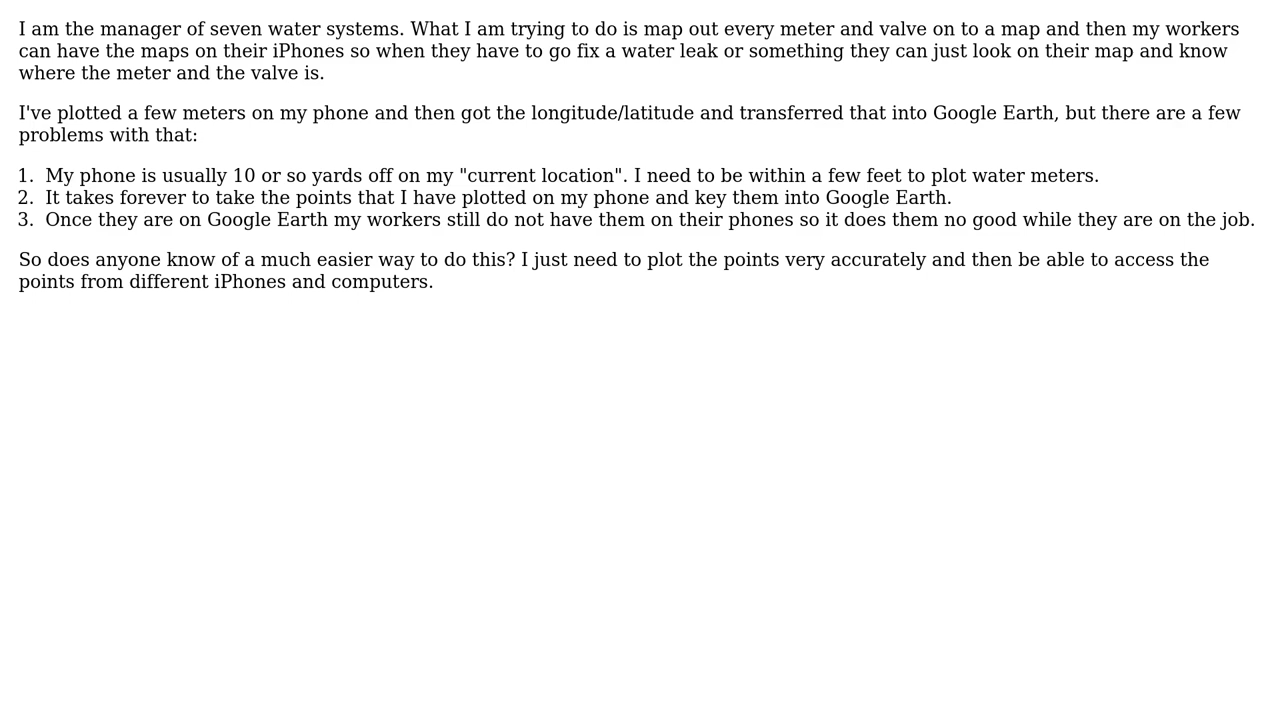 I am the manager of seven water systems. What I am trying to do is map out every meter and valve on to a map and then my workers
can have the maps on their iPhones so when they have to go fix a water leak or something they can just look on their map and know
where the meter and the valve is.
I've plotted a few meters on my phone and then got the longitude/latitude and transferred that into Google Earth, but there are a few
problems with that:
1. My phone is usually 10 or so yards off on my "current location". I need to be within a few feet to plot water meters.
2. It takes forever to take the points that I have plotted on my phone and key them into Google Earth.
3. Once they are on Google Earth my workers still do not have them on their phones so it does them no good while they are on the job.
So does anyone know of a much easier way to do this? I just need to plot the points very accurately and then be able to access the
points from different iPhones and computers.